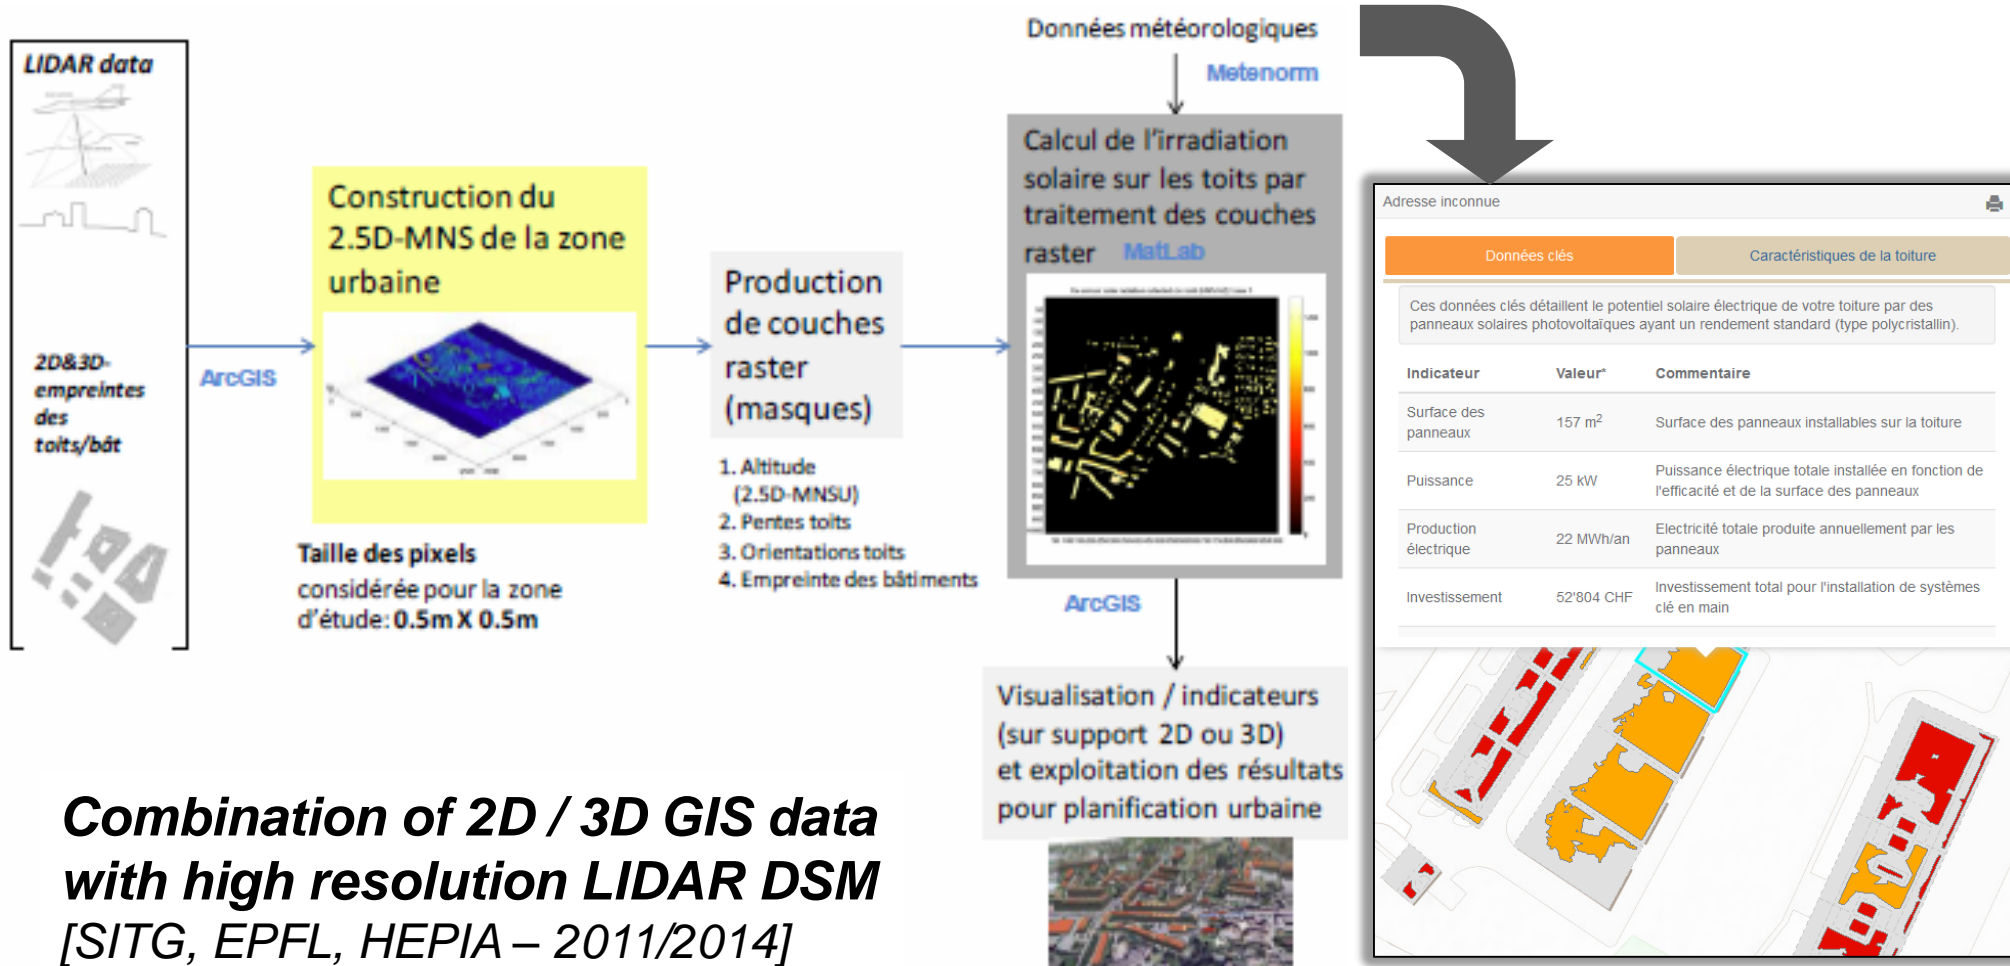 LIDAR data
2D&3D-
empreintes
des
toits/bât
ArcGIS
Construction du
2.5D-MNS de la zone
urbaine
Taille des pixels
considérée pour la zone
d'étude: 0.5m X 0.5m
Production
de couches
raster
(masques)
1. Altitude
(2.5D-MNSU)
2. Pentes toits
3. Orientations toits
4. Empreinte des bâtiments
Données météorologiques
Metenorm
Calcul de l'irradiation
solaire sur les toits par
traitement des couches
raster MatLab
ArcGIS
Visualisation / indicateurs
(sur support 2D ou 3D)
et exploitation des résultats
pour planification urbaine
Combination of 2D / 3D GIS data
with high resolution LIDAR DSM
[SITG, EPFL, HEPIA – 2011/2014]
Adresse inconnue
Données clés
Caractéristiques de la toiture
Ces données clés détaillent le potentiel solaire électrique de votre toiture par des
panneaux solaires photovoltaïques ayant un rendement standard (type polycristallin).
Indicateur Valeur* Commentaire
Surface des
panneaux 157 m² Surface des panneaux installables sur la toiture
Puissance 25 kW Puissance électrique totale installée en fonction de
l'efficacité et de la surface des panneaux
Production
électrique 22 MWh/an Electricité totale produite annuellement par les
panneaux
Investissement 52'804 CHF Investissement total pour l'installation de systèmes
clé en main